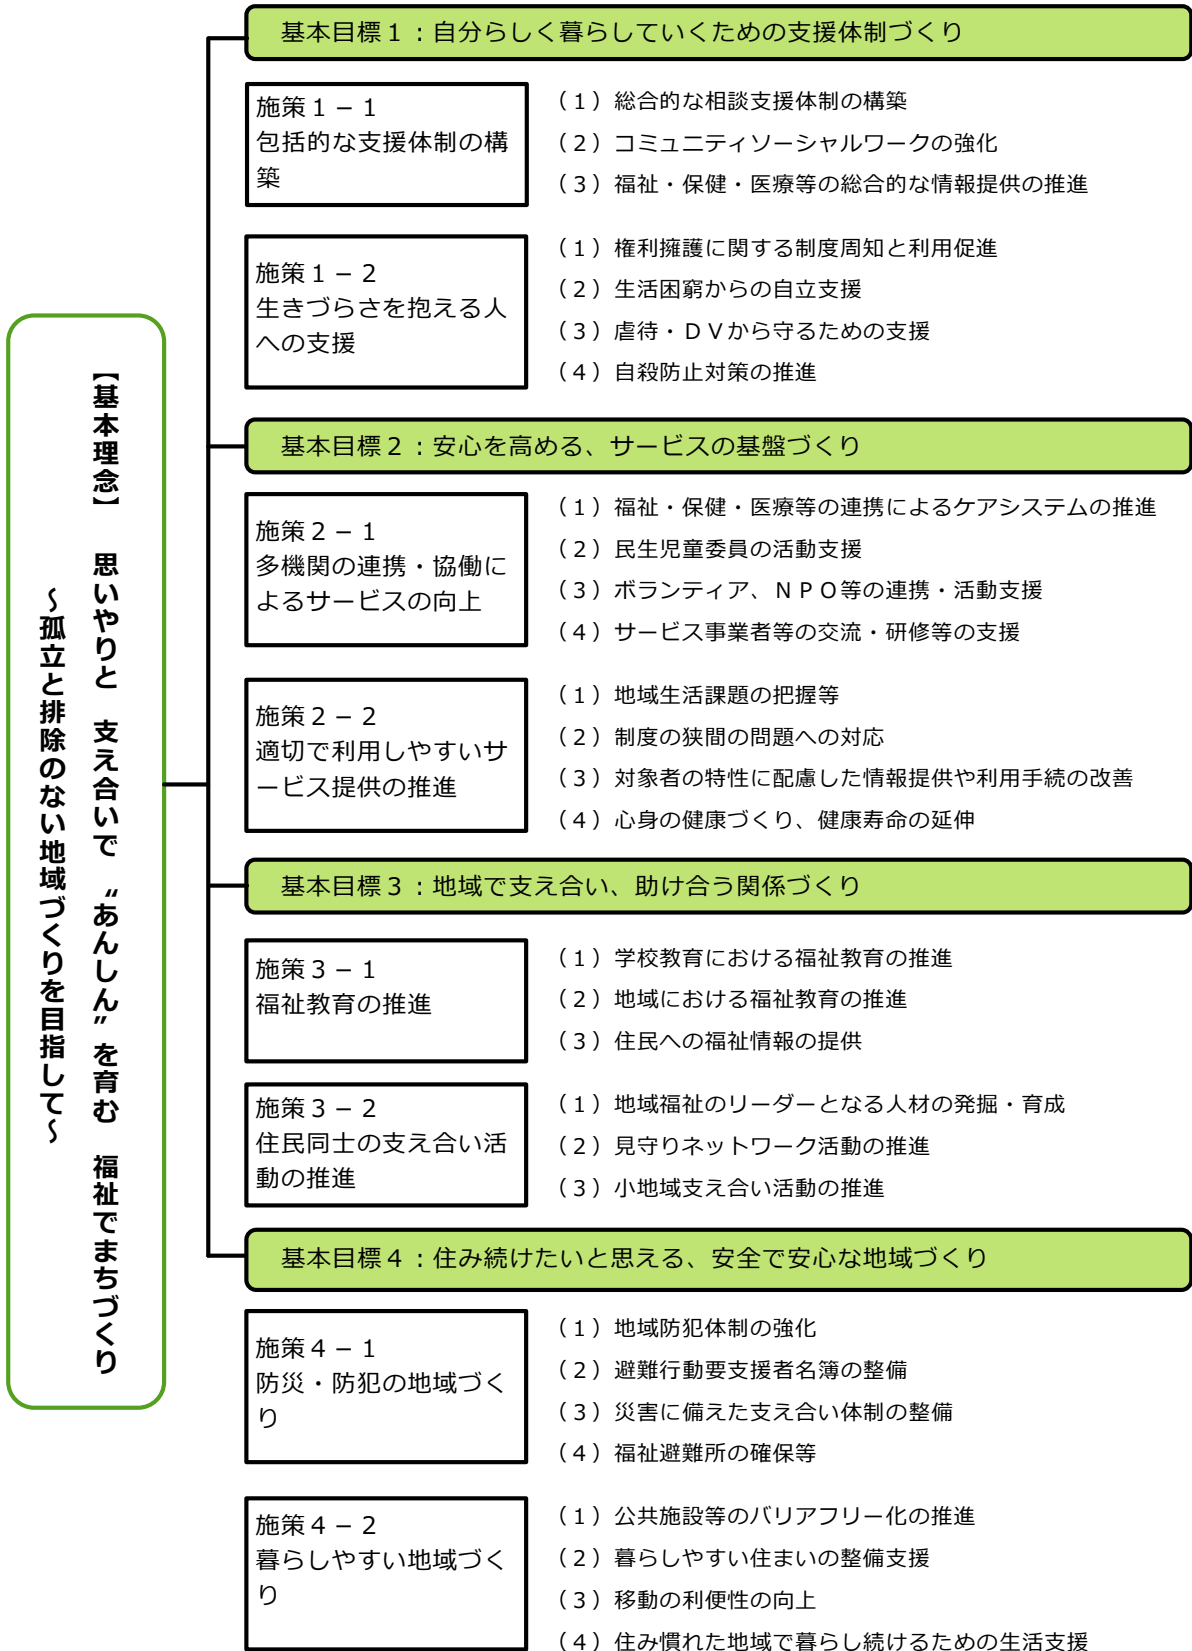 【基本理念】　思いやりと　支え合いで　〝あんしん〟を育む　福祉でまちづくり
～孤立と排除のない地域づくりを目指して～
基本目標１：自分らしく暮らしていくための支援体制づくり
施策１－１
包括的な支援体制の構
築
（１）総合的な相談支援体制の構築
（２）コミュニティソーシャルワークの強化
（３）福祉・保健・医療等の総合的な情報提供の推進
施策１－２
生きづらさを抱える人
への支援
（１）権利擁護に関する制度周知と利用促進
（２）生活困窮からの自立支援
（３）虐待・ＤＶから守るための支援
（４）自殺防止対策の推進
基本目標２：安心を高める、サービスの基盤づくり
施策２－１
多機関の連携・協働に
よるサービスの向上
（１）福祉・保健・医療等の連携によるケアシステムの推進
（２）民生児童委員の活動支援
（３）ボランティア、ＮＰＯ等の連携・活動支援
（４）サービス事業者等の交流・研修等の支援
施策２－２
適切で利用しやすいサ
ービス提供の推進
（１）地域生活課題の把握等
（２）制度の狭間の問題への対応
（３）対象者の特性に配慮した情報提供や利用手続の改善
（４）心身の健康づくり、健康寿命の延伸
基本目標３：地域で支え合い、助け合う関係づくり
施策３－１
福祉教育の推進
（１）学校教育における福祉教育の推進
（２）地域における福祉教育の推進
（３）住民への福祉情報の提供
施策３－２
住民同士の支え合い活
動の推進
（１）地域福祉のリーダーとなる人材の発掘・育成
（２）見守りネットワーク活動の推進
（３）小地域支え合い活動の推進
基本目標４：住み続けたいと思える、安全で安心な地域づくり
施策４－１
防災・防犯の地域づく
り
（１）地域防犯体制の強化
（２）避難行動要支援者名簿の整備
（３）災害に備えた支え合い体制の整備
（４）福祉避難所の確保等
施策４－２
暮らしやすい地域づく
り
（１）公共施設等のバリアフリー化の推進
（２）暮らしやすい住まいの整備支援
（３）移動の利便性の向上
（４）住み慣れた地域で暮らし続けるための生活支援